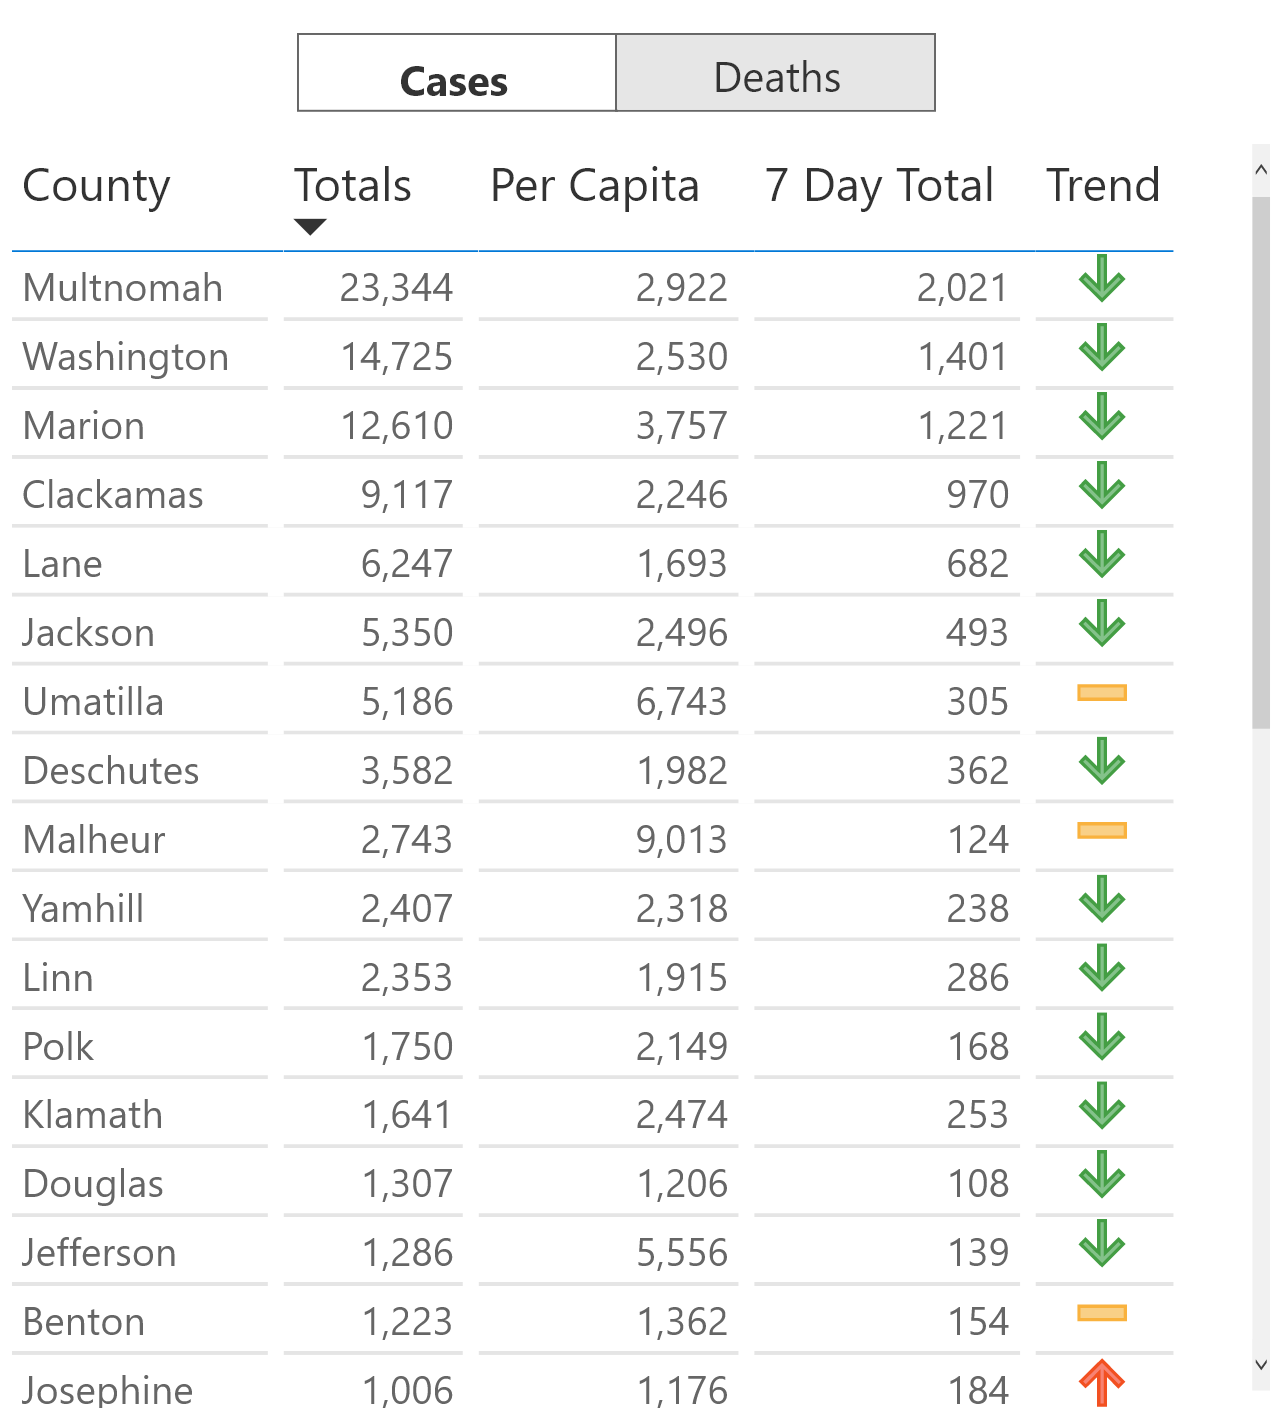 Cases Deaths
County Totals Per Capita 7 Day Total Trend
Multnomah 23,344 2,922 2,021
Washington 14,725 2,530 1,401
Marion 12,610 3,757 1,221
Clackamas 9,117 2,246 970
Lane 6,247 1,693 682
Jackson 5,350 2,496 493
Umatilla 5,186 6,743 305
Deschutes 3,582 1,982 362
Malheur 2,743 9,013 124
Yamhill 2,407 2,318 238
Linn 2,353 1,915 286
Polk 1,750 2,149 168
Klamath 1,641 2,474 253
Douglas 1,307 1,206 108
Jefferson 1,286 5,556 139
Benton 1,223 1,362 154
Josephine 1,006 1,176 184